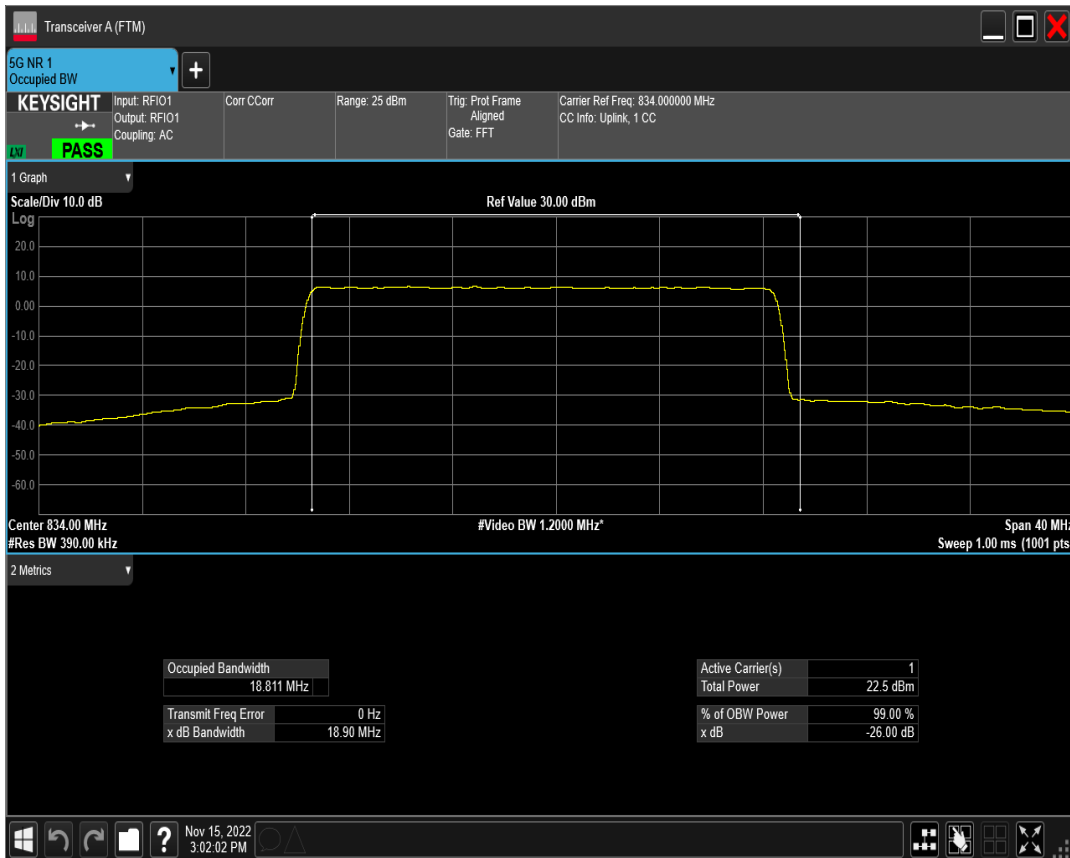 Transceiver A (FTM)
5G NR 1
Occupied BW
+
KEYSIGHT
LXI
PASS
Input: RFIO1
Output: RFIO1
Coupling: AC
Corr CCorr
Range: 25 dBm
Trig: Prot Frame
Aligned
Gate: FFT
Carrier Ref Freq: 834.000000 MHz
CC Info: Uplink, 1 CC
1 Graph
Scale/Div 10.0 dB
Ref Value 30.00 dBm
Log
20.0
10.0
0.00
-10.0
-20.0
-30.0
-40.0
-50.0
-60.0
Center 834.00 MHz
#Video BW 1.2000 MHz*
Span 40 MHz
#Res BW 390.00 kHz
Sweep 1.00 ms (1001 pts
2 Metrics
Occupied Bandwidth
18.811 MHz
Transmit Freq Error 0 Hz
x dB Bandwidth 18.90 MHz
Active Carrier(s) 1
Total Power 22.5 dBm
% of OBW Power 99.00 %
x dB -26.00 dB
?
Nov 15, 2022
3:02:02 PM